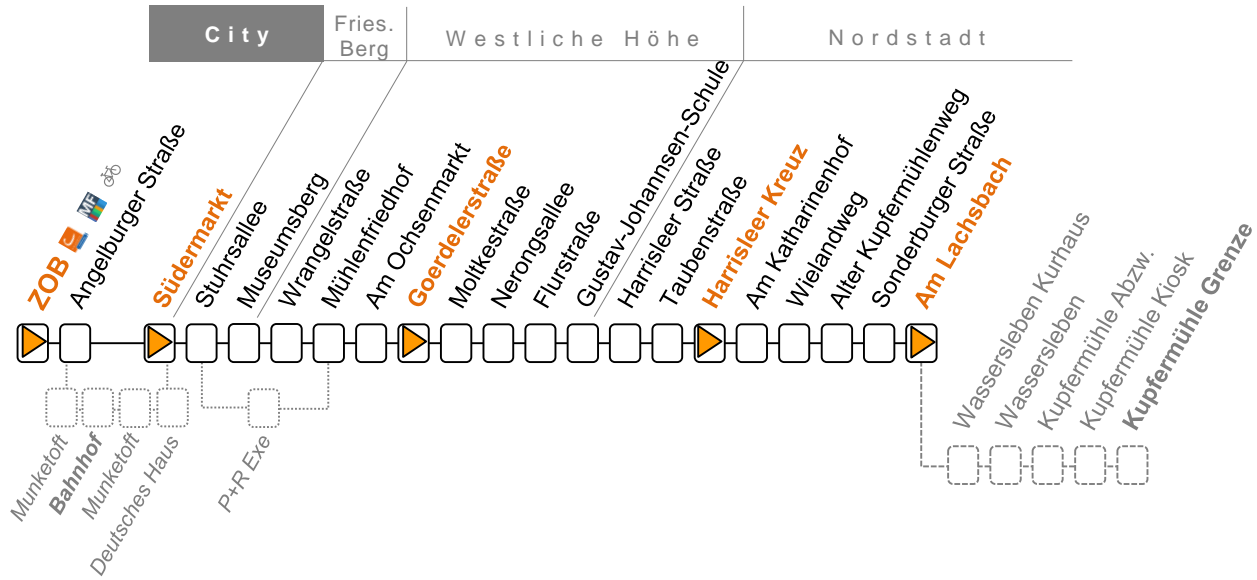 City
Fries.
Berg
Westliche Höhe
Nordstadt
ZOB
MF
Angelburger Straße
Südermarkt
Stuhrsallee
Museumsberg
Wrangelstraße
Mühlenfriedhof
Am Ochsenmarkt
Goerdelerstraße
Moltkestraße
Nerongsallee
Flurstraße
Gustav-Johannsen-Schule
Harrisleer Straße
Taubenstraße
Harrisleer Kreuz
Am Katharinenhof
Wielandweg
Alter Kupfermühlenweg
Sonderburger Straße
Am Lachsbach
Wassersleben Kurhaus
Wassersleben
Kupfermühle Abzw.
Kupfermühle Kiosk
Kupfermühle Grenze
Munketoft
Bahnhof
Munketoft
Deutsches Haus
P+R Exe